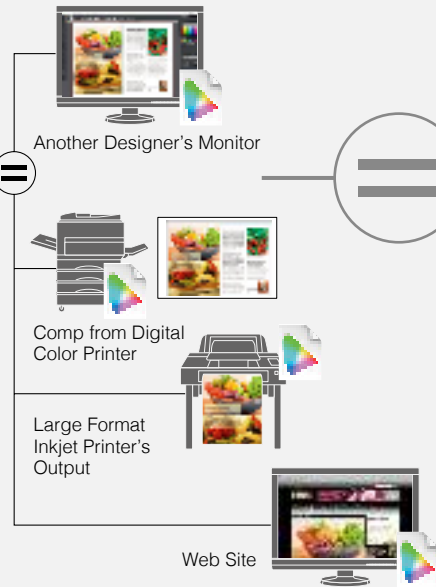 Another Designer's Monitor
Comp from Digital
Color Printer
Large Format
Inkjet Printer's
Output
Web Site